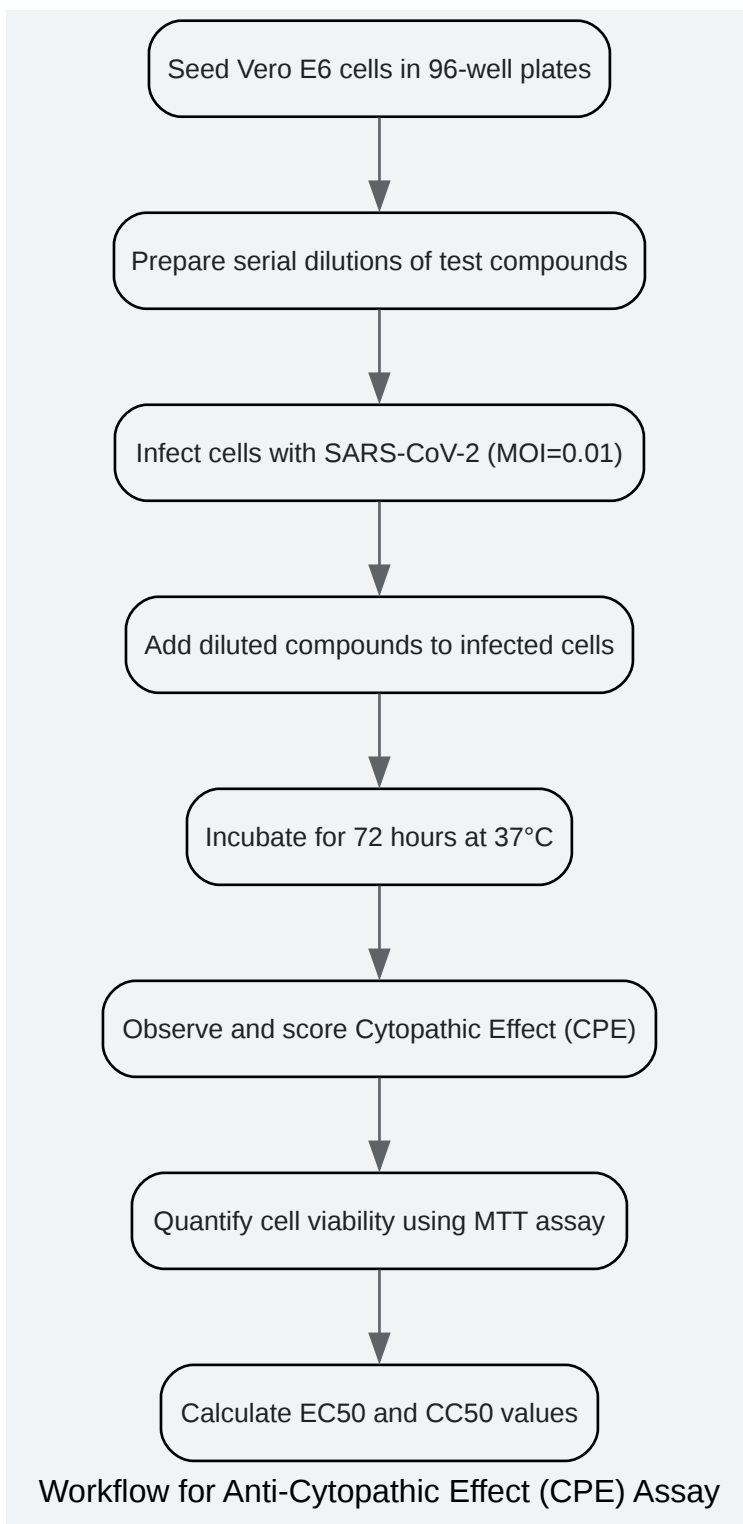 Seed Vero E6 cells in 96-well plates
Prepare serial dilutions of test compounds
Infect cells with SARS-CoV-2 (MOI=0.01)
Add diluted compounds to infected cells
Incubate for 72 hours at 37°C
Observe and score Cytopathic Effect (CPE)
Quantify cell viability using MTT assay
Calculate EC50 and CC50 values
Workflow for Anti-Cytopathic Effect (CPE) Assay